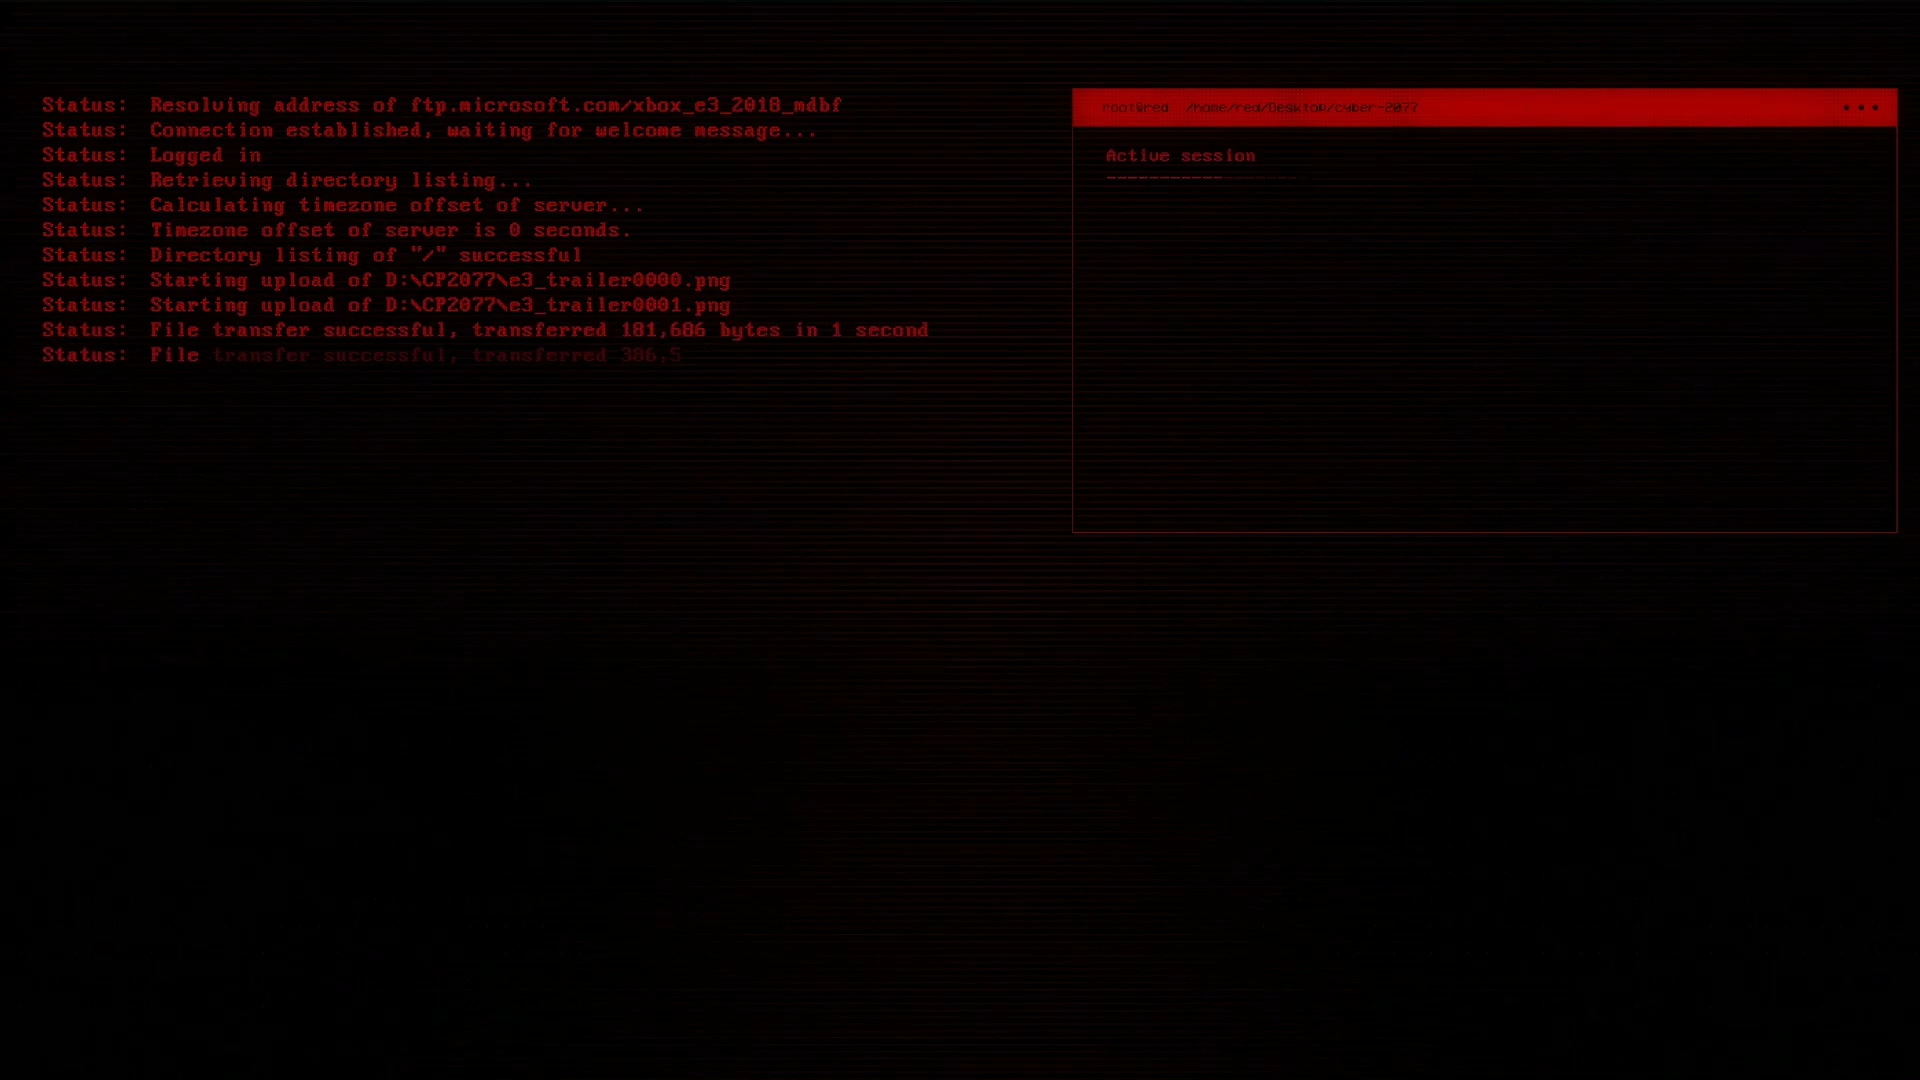 Status: Resolving address of ftp.microsoft.com/xbox_e3_2018_mdbf
Status: Connection established, waiting for welcome message...
Status: Logged in
Status: Retrieving directory listing...
Status: Calculating timezone offset of server...
Status: Timezone offset of server is 0 seconds.
Status: Directory listing of "/" successful
Status: Starting upload of D:\CP2077\e3_trailer0000.png
Status: Starting upload of D:\CP2077\e3_trailer0001.png
Status: File transfer successful, transferred 181,686 bytes in 1 second
Status: File transfer successful, transferred 306,5
root@red /home/red/Desktop/cyber-2077
Active session